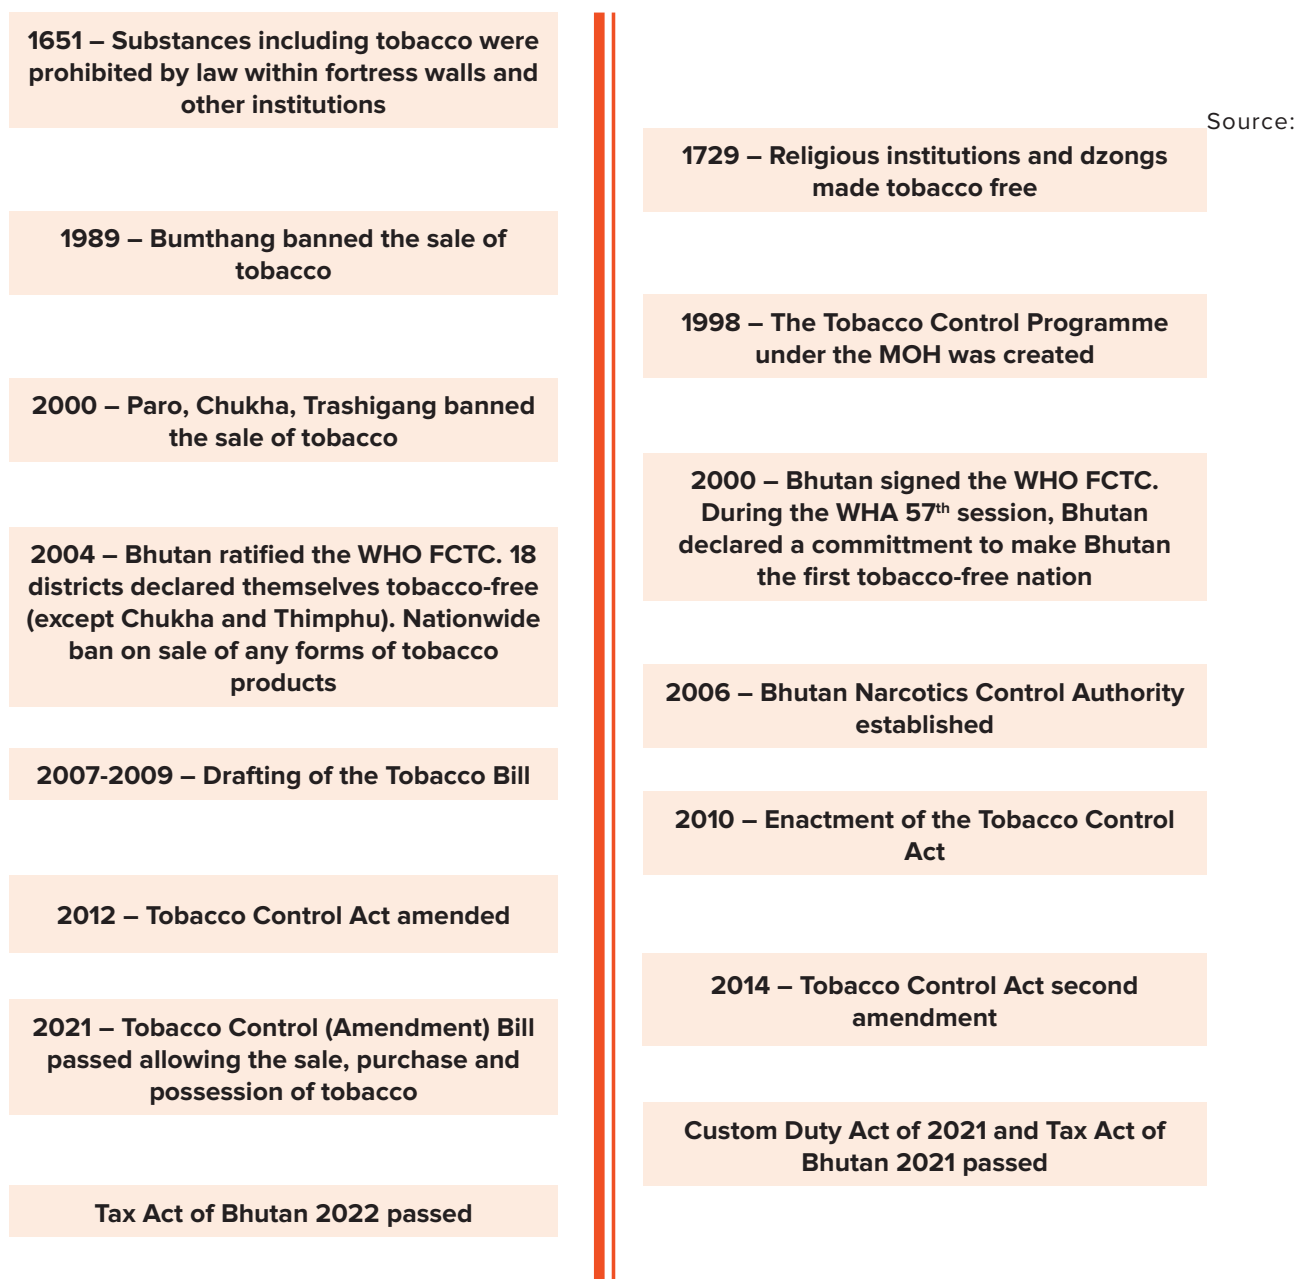 1651 – Substances including tobacco were
prohibited by law within fortress walls and
other institutions
Source:
1729 – Religious institutions and dzongs
made tobacco free
1989 – Bumthang banned the sale of
tobacco
1998 – The Tobacco Control Programme
under the MOH was created
2000 – Paro, Chukha, Trashigang banned
the sale of tobacco
2000 – Bhutan signed the WHO FCTC.
During the WHA 57th session, Bhutan
declared a committment to make Bhutan
the first tobacco-free nation
2004 – Bhutan ratified the WHO FCTC. 18
districts declared themselves tobacco-free
(except Chukha and Thimphu). Nationwide
ban on sale of any forms of tobacco
products
2006 – Bhutan Narcotics Control Authority
established
2007-2009 – Drafting of the Tobacco Bill
2010 – Enactment of the Tobacco Control
Act
2012 – Tobacco Control Act amended
2014 – Tobacco Control Act second
amendment
2021 – Tobacco Control (Amendment) Bill
passed allowing the sale, purchase and
possession of tobacco
Custom Duty Act of 2021 and Tax Act of
Bhutan 2021 passed
Tax Act of Bhutan 2022 passed